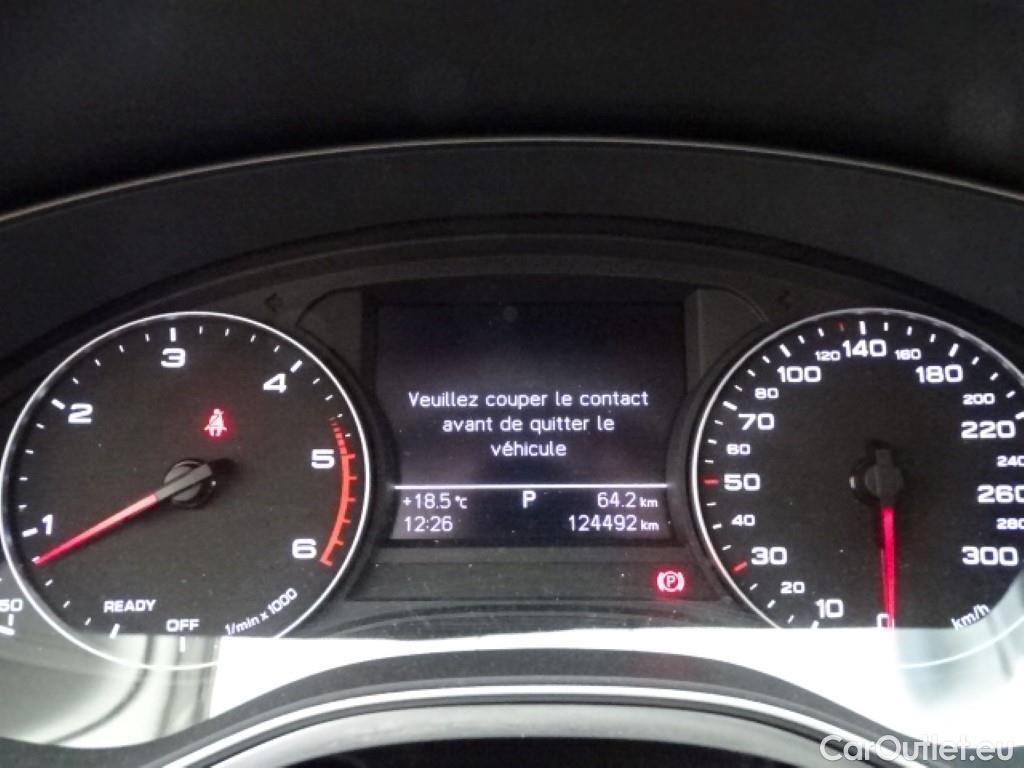 1
2
3
4
5
6
READY
OFF
1/min x 1000
50
Veuillez couper le contact
avant de quitter le
véhicule
+18.5 °C P 64.2 km
12:26 124492 km
P
0
10
20
30
40
50
60
70
80
100
120
140
160
180
200
220
240
260
280
300
km/h
CarOutlet.eu